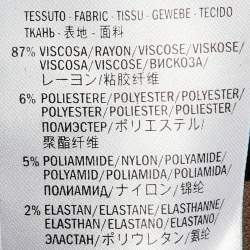 TESSUTO - FABRIC - TISSU - GEWEBE - TECIDO
ТКАНЬ - 表地 - 面料
87% VISCOSA/RAYON/VISCOSE/VISKOSE
VISCOSA/VISCOSE/ВИСКОЗА/
レーヨン/粘胶纤维
6% POLIESTERE/POLYESTER/POLYESTER/
POLYESTER/POLIÉSTER/POLIESTER/
ПОЛИЭСТЕР/ポリエステル/
聚酯纤维
5% POLIAMMIDE/NYLON/POLYAMIDE/
POLYAMID/POLIAMIDA/POLIAMIDA/
ПОЛИАМИД/ナイロン/锦纶
2% ELASTAN/ELASTANE/ELASTHANNE/
ELASTHAN/ELASTANO/ELASTANO/
ЭЛАСТАН/ポリウレタン/氨纶